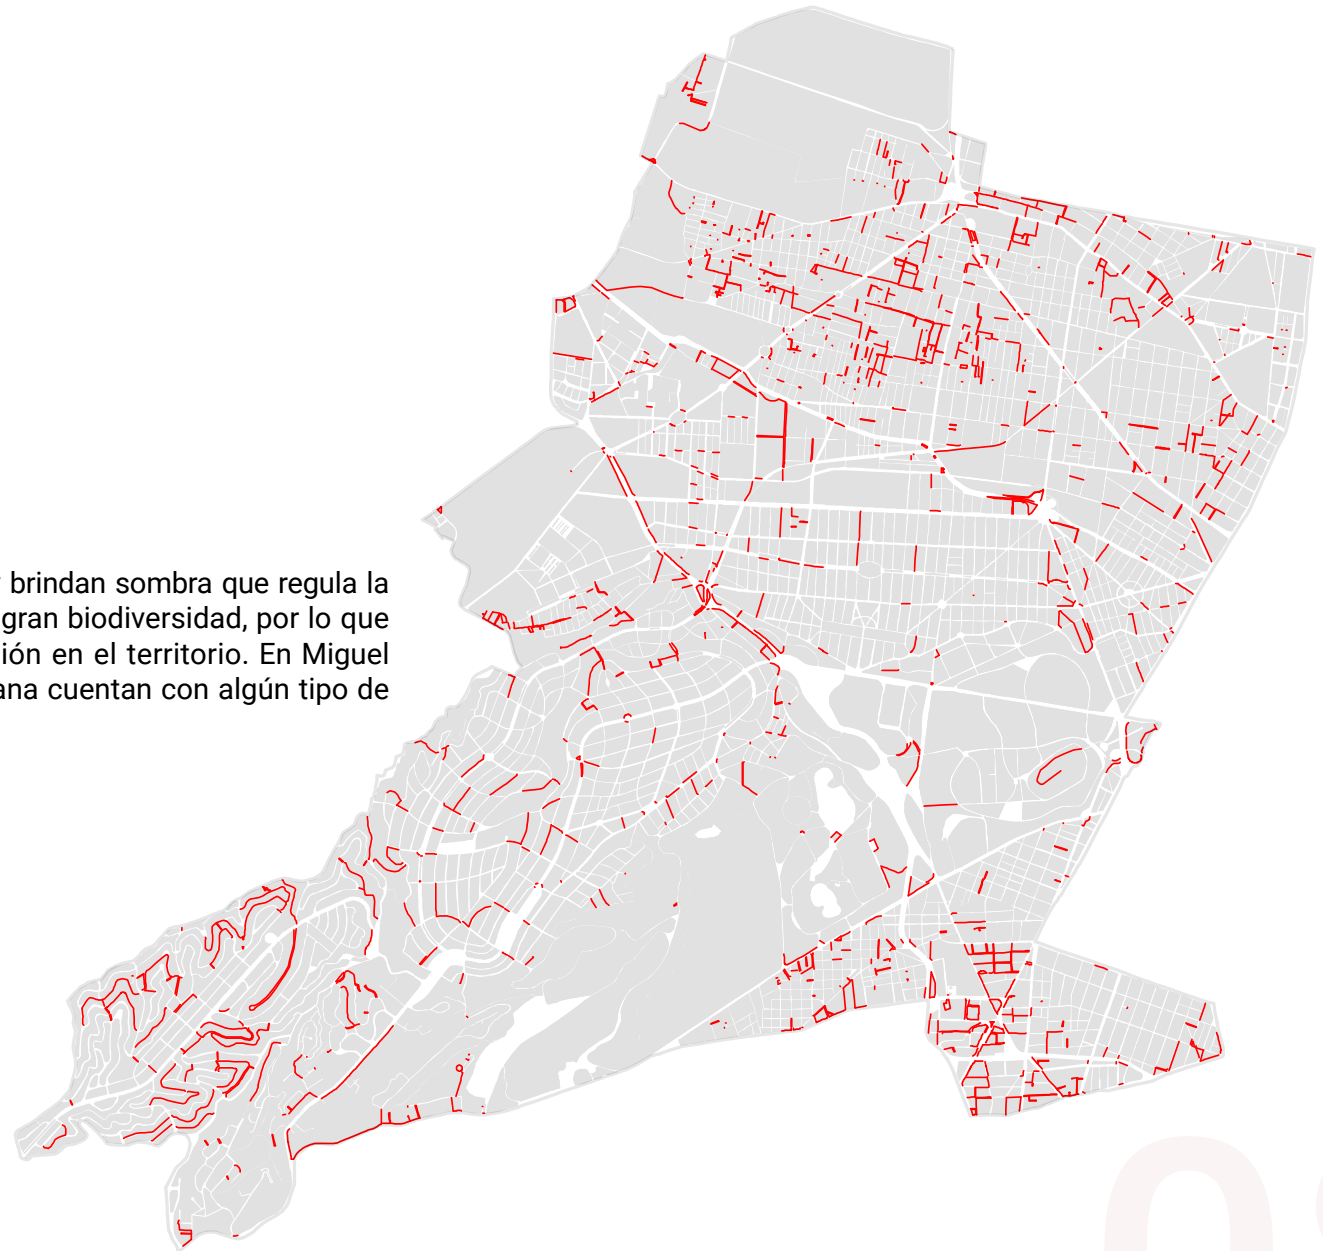 brindan sombra que regula la
gran biodiversidad, por lo que
ión en el territorio. En Miguel
ana cuentan con algún tipo de